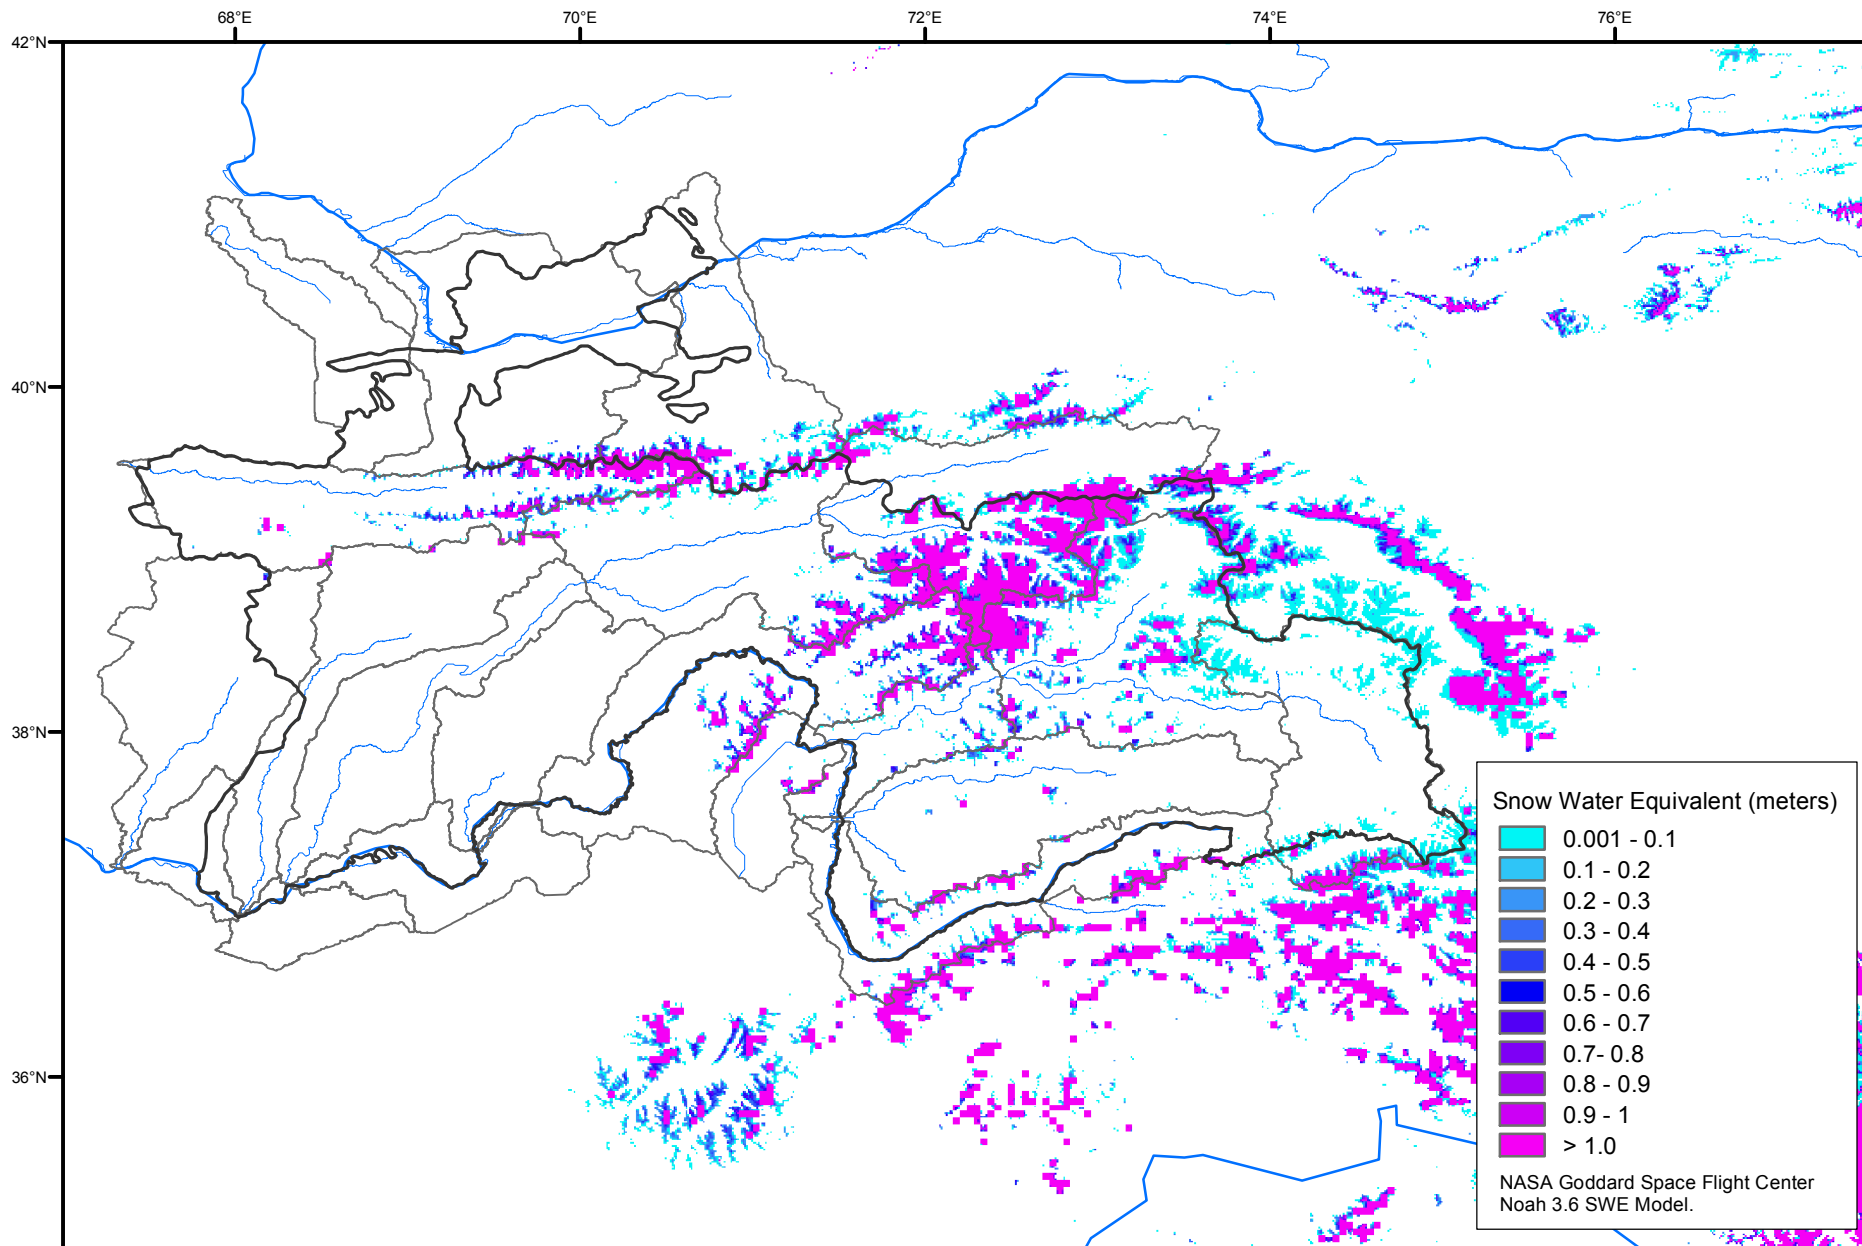 68°E
70°E
72°E
74°E
76°E
42°N
40°N
38°N
36°N
Snow Water Equivalent (meters)
0.001 - 0.1
0.1 - 0.2
0.2 - 0.3
0.3 - 0.4
0.4 - 0.5
0.5 - 0.6
0.6 - 0.7
0.7- 0.8
0.8 - 0.9
0.9 - 1
> 1.0
NASA Goddard Space Flight Center
Noah 3.6 SWE Model.